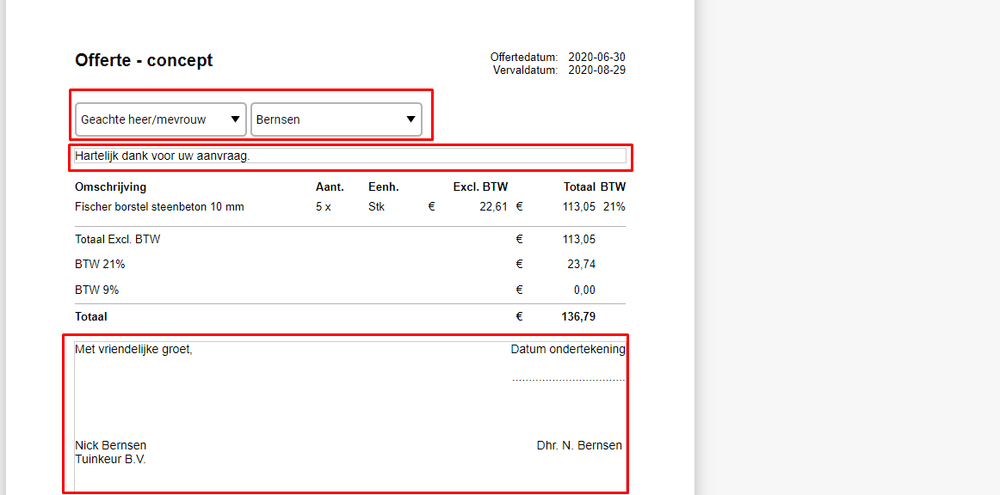 Offerte - concept
Offertedatum: 2020-06-30
Vervaldatum: 2020-08-29
Geachte heer/mevrouw Bernsen
Hartelijk dank voor uw aanvraag.
Omschrijving Aant. Eenh. Excl. BTW Totaal BTW
Fischer borstel steenbeton 10 mm 5 x Stk € 22,61 € 113,05 21%
Totaal Excl. BTW € 113,05
BTW 21% € 23,74
BTW 9% € 0,00
Totaal € 136,79
Met vriendelijke groet, Datum ondertekening
..................................
Nick Bernsen Dhr. N. Bernsen
Tuinkeur B.V.